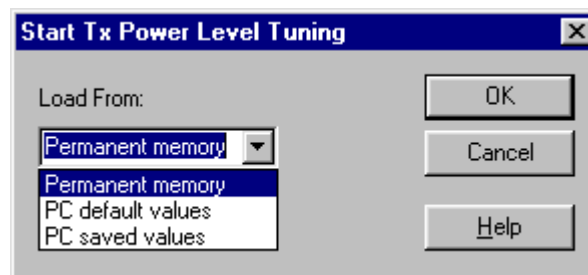 Start Tx Power Level Tuning
Load From:
OK
Permanent memory
Cancel
Permanent memory
PC default values
PC saved values
Help